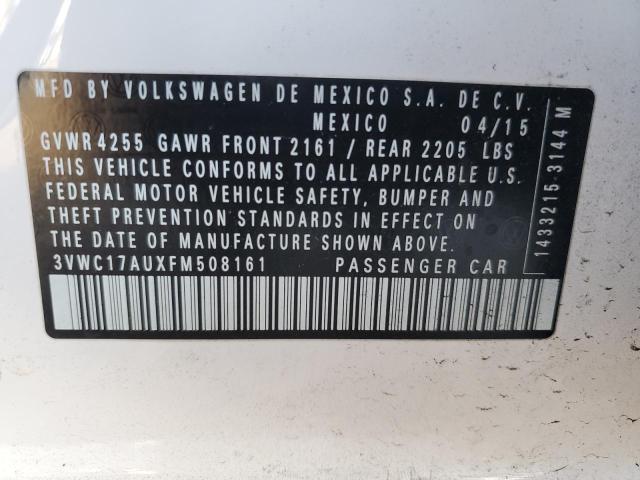 MFD BY VOLKSWAGEN DE MEXICO S.A. DE C.V.
MEXICO 04/15
GVWR 4255 GAWR FRONT 2161 / REAR 2205 LBS
THIS VEHICLE CONFORMS TO ALL APPLICABLE U.S.
FEDERAL MOTOR VEHICLE SAFETY, BUMPER AND
THEFT PREVENTION STANDARDS IN EFFECT ON
THE DATE OF MANUFACTURE SHOWN ABOVE.
3VWC17AUXFM508161 PASSENGER CAR
1433215 3144 M